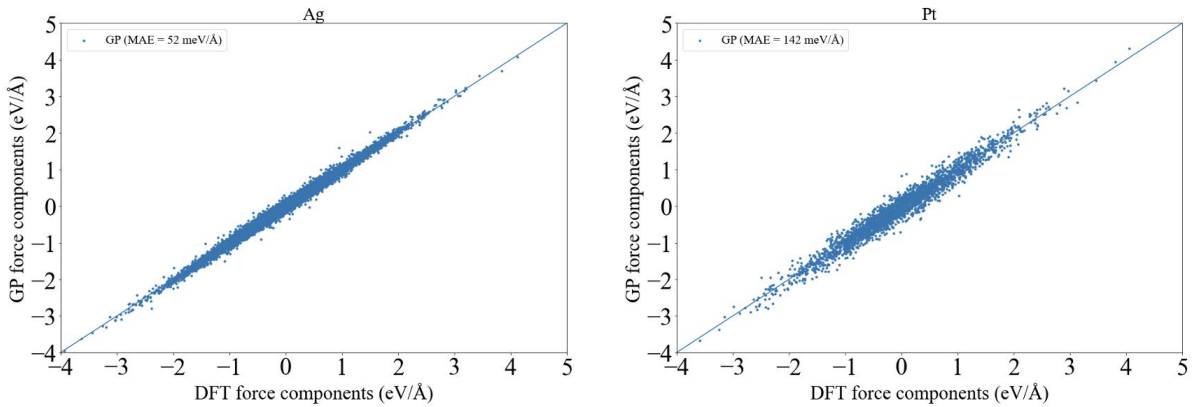 Ag
GP (MAE = 52 meV/Å)
5
4
3
2
1
0
−1
−2
−3
−4
GP force components (eV/Å)
−4 −3 −2 −1 0 1 2 3 4 5
DFT force components (eV/Å)
Pt
GP (MAE = 142 meV/Å)
5
4
3
2
1
0
−1
−2
−3
−4
GP force components (eV/Å)
−4 −3 −2 −1 0 1 2 3 4 5
DFT force components (eV/Å)